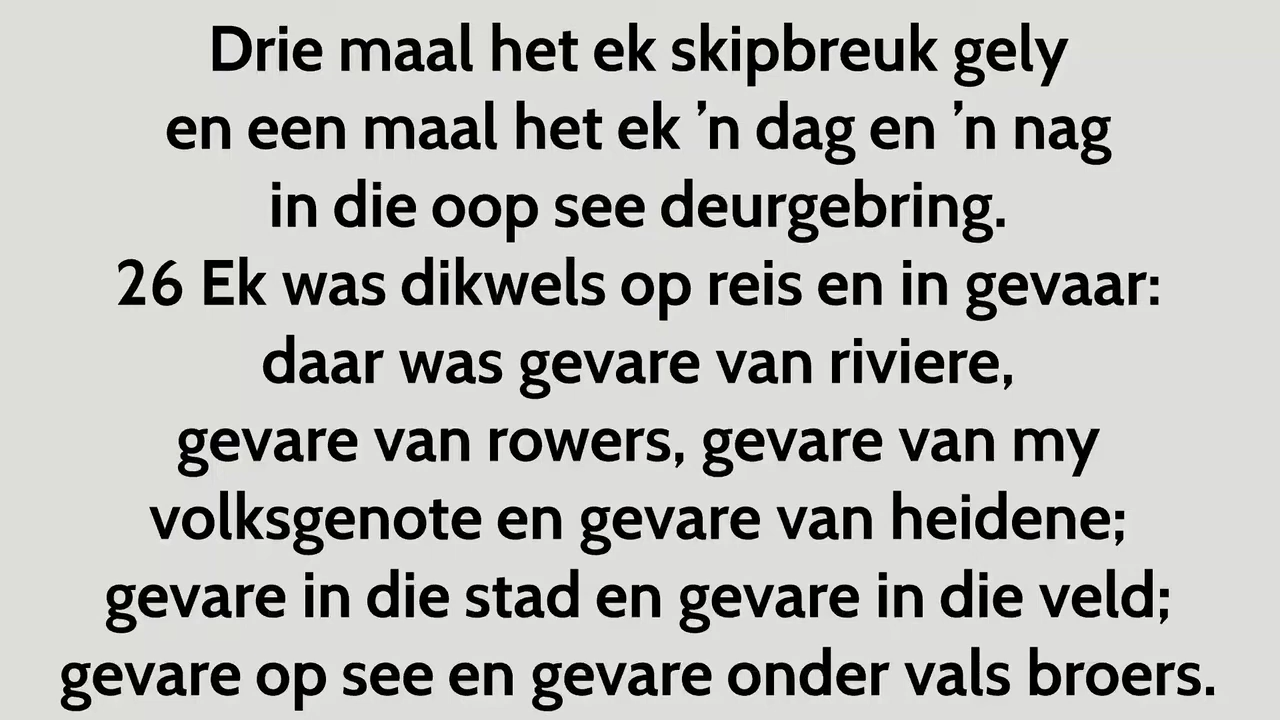 Drie maal het ek skipbreuk gely
en een maal het ek ’n dag en ’n nag
in die oop see deurgebring.
26 Ek was dikwels op reis en in gevaar:
daar was gevare van riviere,
gevare van rowers, gevare van my
volksgenote en gevare van heidene;
gevare in die stad en gevare in die veld;
gevare op see en gevare onder vals broers.